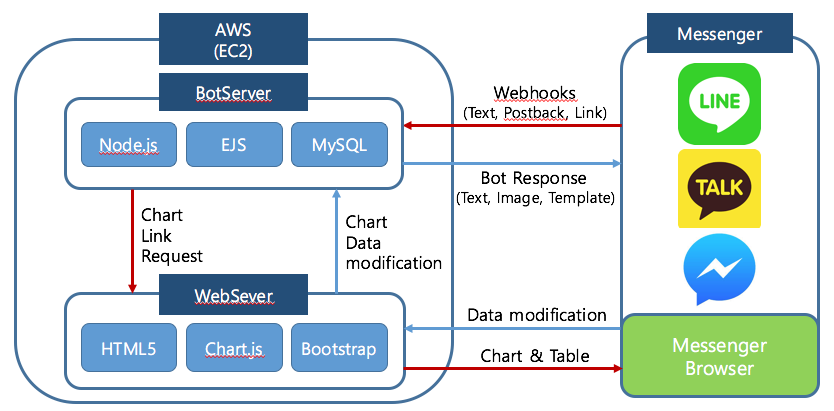 AWS
(EC2)
Messenger
BotServer
Node.js
EJS
MySQL
Webhooks
(Text, Postback, Link)
Bot Response
(Text, Image, Template)
LINE
TALK
Chart
Link
Request
Chart
Data
modification
WebSever
HTML5
Chart.js
Bootstrap
Data modification
Chart & Table
Messenger
Browser